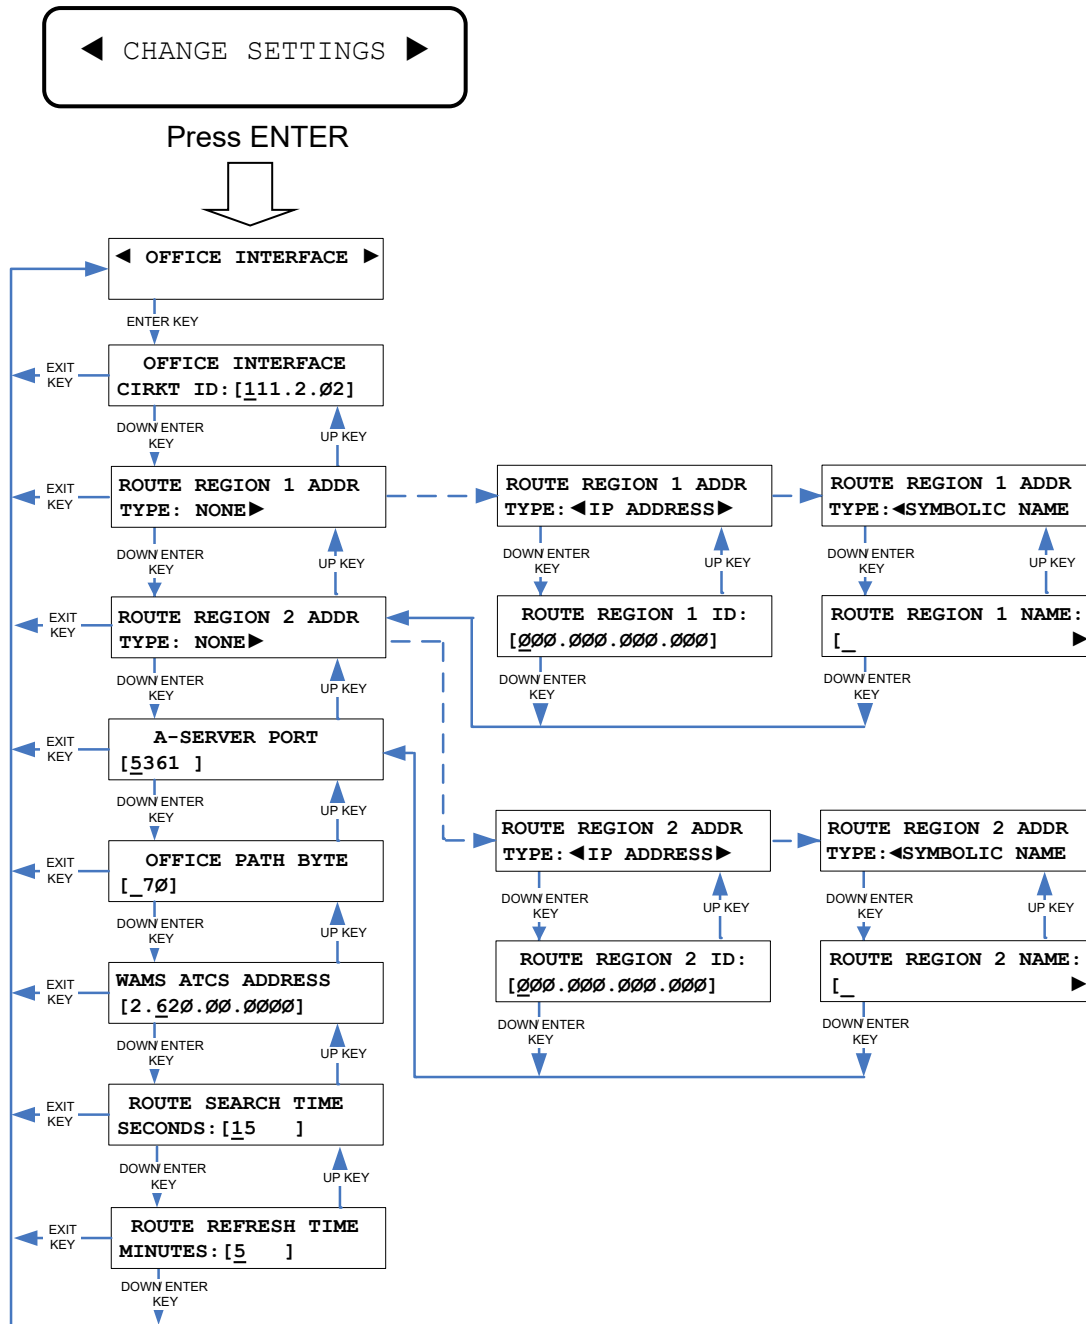 ◄ CHANGE SETTINGS ►
Press ENTER
◄ OFFICE INTERFACE ►
ENTER KEY
OFFICE INTERFACE
CIRKT ID:[111.2.Ø2]
EXIT
KEY
DOWN/ENTER
KEY
UP KEY
ROUTE REGION 1 ADDR
TYPE: NONE►
EXIT
KEY
DOWN/ENTER
KEY
UP KEY
ROUTE REGION 1 ADDR
TYPE:◄IP ADDRESS►
DOWN/ENTER
KEY
UP KEY
ROUTE REGION 1 ADDR
TYPE:◄SYMBOLIC NAME
DOWN/ENTER
KEY
UP KEY
ROUTE REGION 2 ADDR
TYPE: NONE►
EXIT
KEY
DOWN/ENTER
KEY
UP KEY
ROUTE REGION 1 ID:
[ØØØ.ØØØ.ØØØ.ØØØ]
DOWN/ENTER
KEY
ROUTE REGION 1 NAME:
[_ ►
DOWN/ENTER
KEY
A-SERVER PORT
[5361 ]
EXIT
KEY
DOWN/ENTER
KEY
UP KEY
ROUTE REGION 2 ADDR
TYPE:◄IP ADDRESS►
DOWN/ENTER
KEY
UP KEY
ROUTE REGION 2 ADDR
TYPE:◄SYMBOLIC NAME
DOWN/ENTER
KEY
UP KEY
OFFICE PATH BYTE
[_7Ø]
EXIT
KEY
DOWN/ENTER
KEY
UP KEY
ROUTE REGION 2 ID:
[ØØØ.ØØØ.ØØØ.ØØØ]
DOWN/ENTER
KEY
ROUTE REGION 2 NAME:
[_ ►
DOWN/ENTER
KEY
WAMS ATCS ADDRESS
[2.62Ø.ØØ.ØØØØ]
EXIT
KEY
DOWN/ENTER
KEY
UP KEY
ROUTE SEARCH TIME
SECONDS:[15 ]
EXIT
KEY
DOWN/ENTER
KEY
UP KEY
ROUTE REFRESH TIME
MINUTES:[5 ]
EXIT
KEY
DOWN/ENTER
KEY